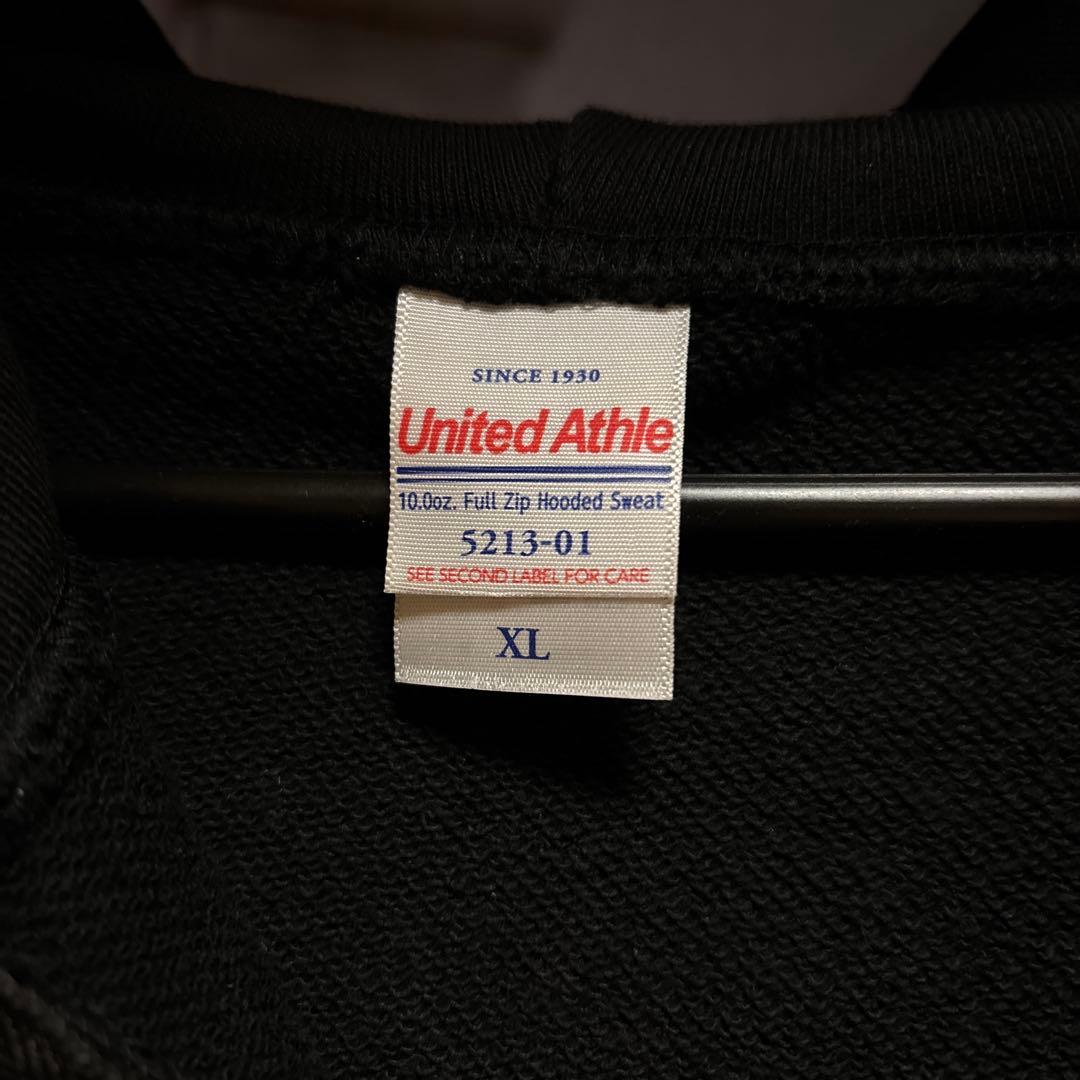 SINCE 1930
United Athle
10.0oz. Full Zip Hooded Sweat
5213-01
SEE SECOND LABEL FOR CARE
XL